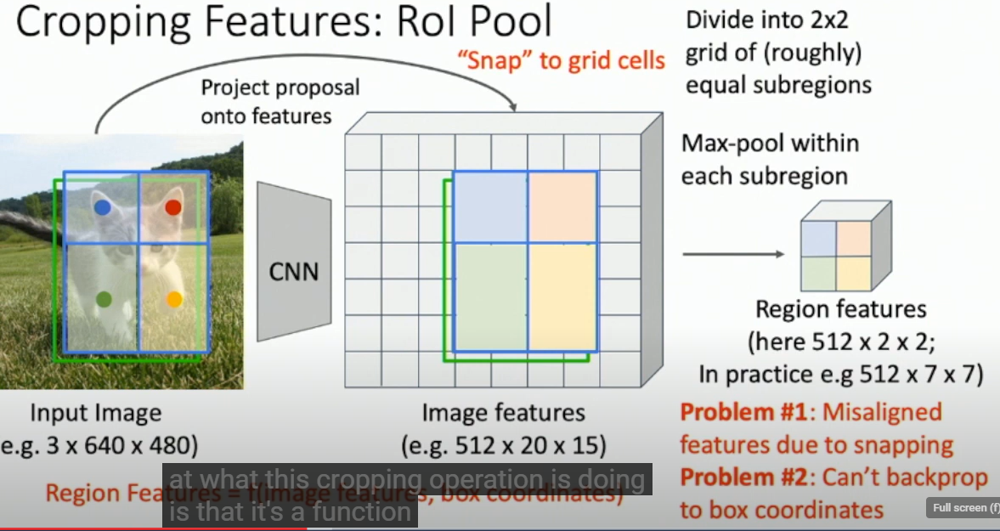 Cropping Features: RoI Pool
"Snap" to grid cells
Divide into 2x2
grid of (roughly)
equal subregions
Project proposal
onto features
Max-pool within
each subregion
CNN
Region features
(here 512 x 2 x 2;
In practice e.g 512 x 7 x 7)
Input Image
(e.g. 3 x 640 x 480)
Image features
(e.g. 512 x 20 x 15)
Problem #1: Misaligned
features due to snapping
Problem #2: Can't backprop
to box coordinates
Region Features = f(image features, box coordinates)
at what this cropping operation is doing
is that it's a function
Full screen (f)